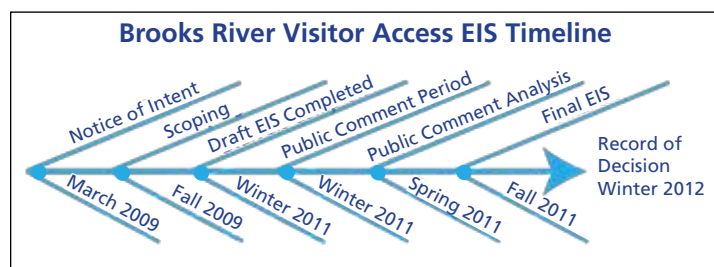 Brooks River Visitor Access EIS Timeline
Notice of Intent
Scoping
Draft EIS Completed
Public Comment Period
Public Comment Analysis
Final EIS
Record of
Decision
Winter 2012
March 2009
Fall 2009
Winter 2011
Winter 2011
Spring 2011
Fall 2011